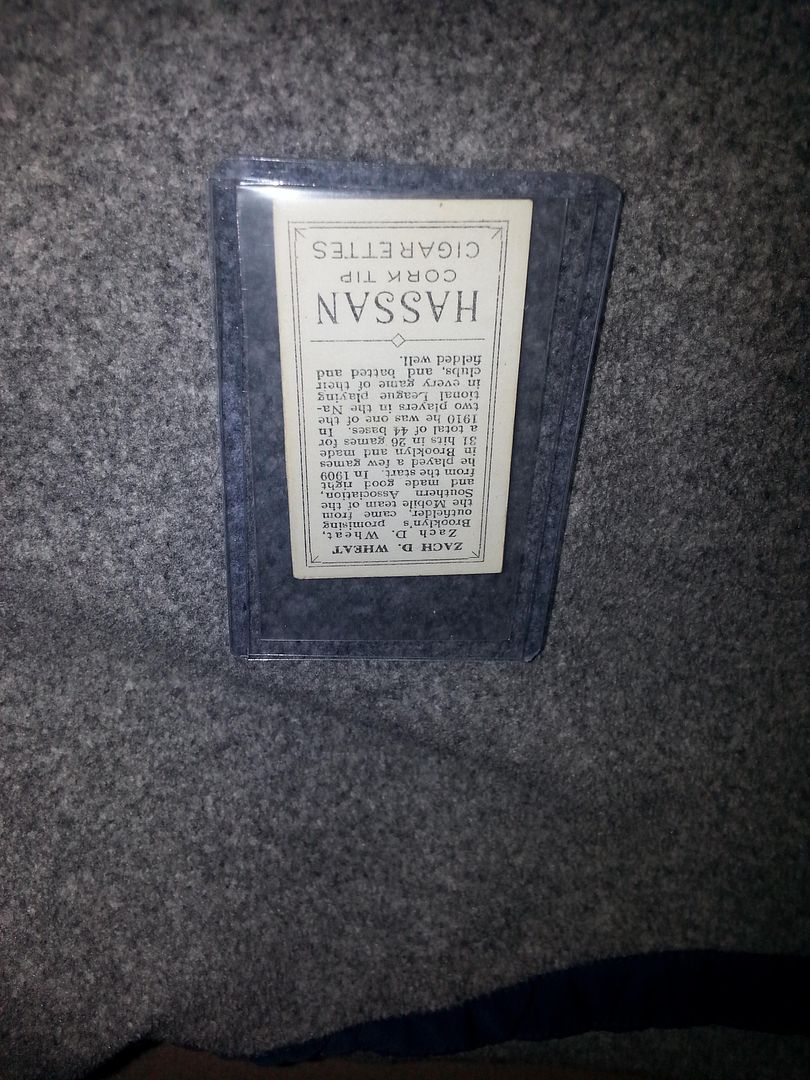 ZACH D. WHEAT
Zach D. Wheat,
Brooklyn's promising
outfielder, came from
the Mobile team of the
Southern Association,
and made good right
from the start. In 1909
he played a few games
in Brooklyn and made
31 hits in 26 games for
a total of 44 bases. In
1910 he was one of the
two players in the Na-
tional League playing
in every game of their
clubs, and batted and
fielded well.
HASSAN
CORK TIP
CIGARETTES